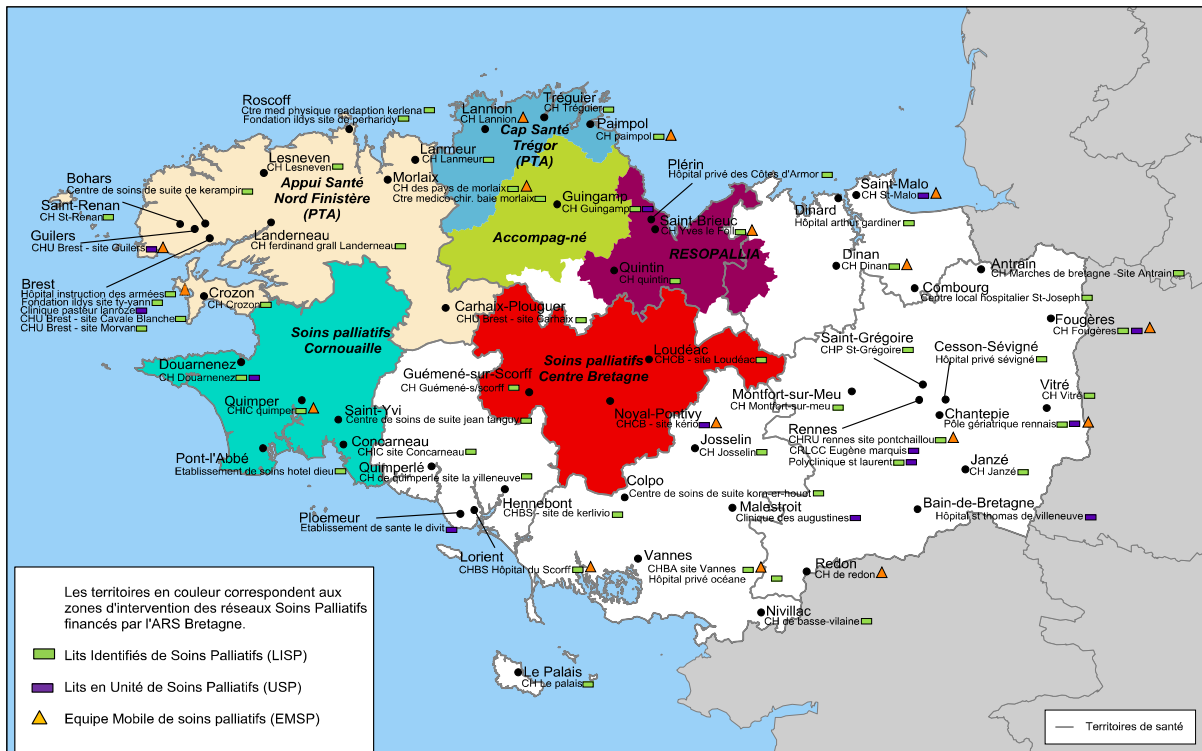 Roscoff
Ctre med physique readaption kerlena
Fondation ildys site de perharidy
Lannion
CH Lannion
Tréguier
CH Tréguier
Cap Santé
Trégor
(PTA)
Paimpol
CH paimpol
Lanmeur
CH Lanmeur
Lesneven
CH Lesneven
Appui Santé
Nord Finistère
(PTA)
Morlaix
CH des pays de morlaix
Ctre medico chir. baie morlaix
Plérin
Hôpital privé des Côtes d'Armor
Guingamp
CH Guingamp
Accompag-né
Saint-Brieuc
CH Yves le Foll
RESOPALLIA
Quintin
CH quintin
Saint-Malo
CH St-Malo
Dinard
Hôpital arthur gardiner
Dinan
CH Dinan
Antrain
CH Marches de bretagne -Site Antrain
Combourg
Centre local hospitalier St-Joseph
Fougères
CH Fougères
Bohars
Centre de soins de suite de kerampir
Saint-Renan
CH St-Renan
Guilers
CHU Brest - site Guilers
Landerneau
CH ferdinand grall Landerneau
Brest
Hôpital instruction des armées
Fondation ildys site ty-yann
Clinique pasteur lanroze
CHU Brest - site Cavale Blanche
CHU Brest - site Morvan
Crozon
CH Crozon
Carhaix-Plouguer
CHU Brest - site Carhaix
Soins palliatifs
Cornouaille
Douarnenez
CH Douarnenez
Quimper
CHIC quimper
Saint-Yvi
Centre de soins de suite jean tanguy
Concarneau
CHIC site Concarneau
Pont-l'Abbé
Etablissement de soins hotel dieu
Quimperlé
CH de quimperle site la villeneuve
Soins palliatifs
Centre Bretagne
Loudéac
CHCB - site Loudéac
Guémené-sur-Scorff
CH Guémené-s/scorff
Noyal-Pontivy
CHCB - site kério
Saint-Grégoire
CHP St-Grégoire
Cesson-Sévigné
Hôpital privé sévigné
Montfort-sur-Meu
CH Montfort-sur-meu
Vitré
CH Vitré
Chantepie
Pôle gériatrique rennais
Rennes
CHRU rennes site pontchaillou
CRLCC Eugène marquis
Polyclinique st laurent
Janzé
CH Janzé
Bain-de-Bretagne
Hôpital st thomas de villeneuve
Josselin
CH Josselin
Colpo
Centre de soins de suite korn-er-houat
Malestroit
Clinique des augustines
Hennebont
CHBS - site de kerlivio
Ploemeur
Etablissement de sante le divit
Lorient
CHBS Hôpital du Scorff
Vannes
CHBA site Vannes
Hôpital privé océane
Redon
CH de redon
Nivillac
CH de basse-vilaine
Le Palais
CH Le palais
Les territoires en couleur correspondent aux
zones d'intervention des réseaux Soins Palliatifs
financés par l'ARS Bretagne.
Lits Identifiés de Soins Palliatifs (LISP)
Lits en Unité de Soins Palliatifs (USP)
Equipe Mobile de soins palliatifs (EMSP)
Territoires de santé